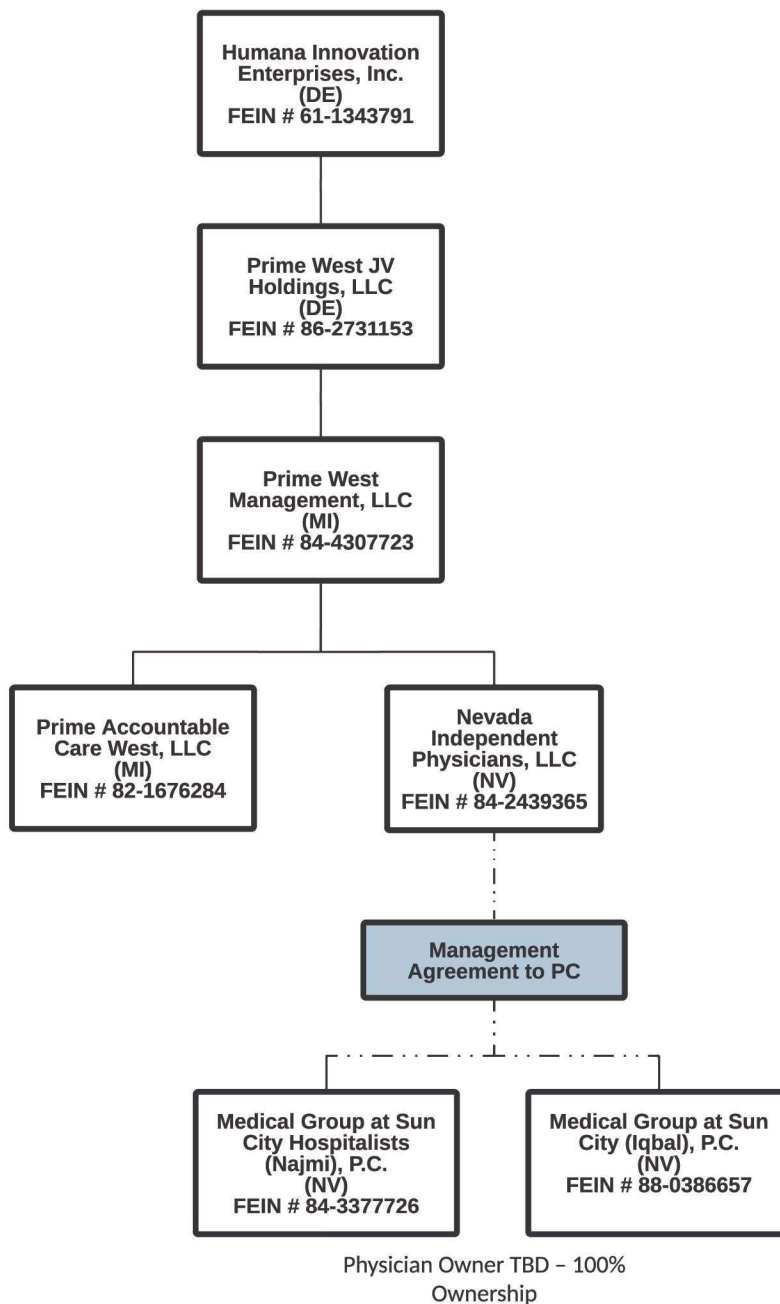 Humana Innovation
Enterprises, Inc.
(DE)
FEIN # 61-1343791
Prime West JV
Holdings, LLC
(DE)
FEIN # 86-2731153
Prime West
Management, LLC
(MI)
FEIN # 84-4307723
Prime Accountable
Care West, LLC
(MI)
FEIN # 82-1676284
Nevada
Independent
Physicians, LLC
(NV)
FEIN # 84-2439365
Management
Agreement to PC
Medical Group at Sun
City Hospitalists
(Najmi), P.C.
(NV)
FEIN # 84-3377726
Medical Group at Sun
City (Iqbal), P.C.
(NV)
FEIN # 88-0386657
Physician Owner TBD – 100%
Ownership